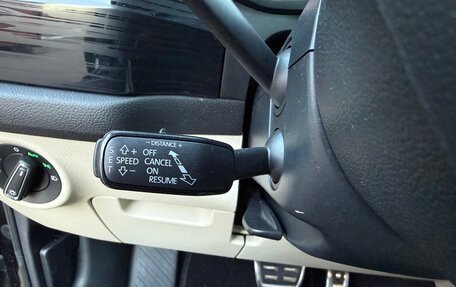 - DISTANCE +
S ⇧+ OFF
E SPEED CANCEL
T ⇩- ON
RESUME